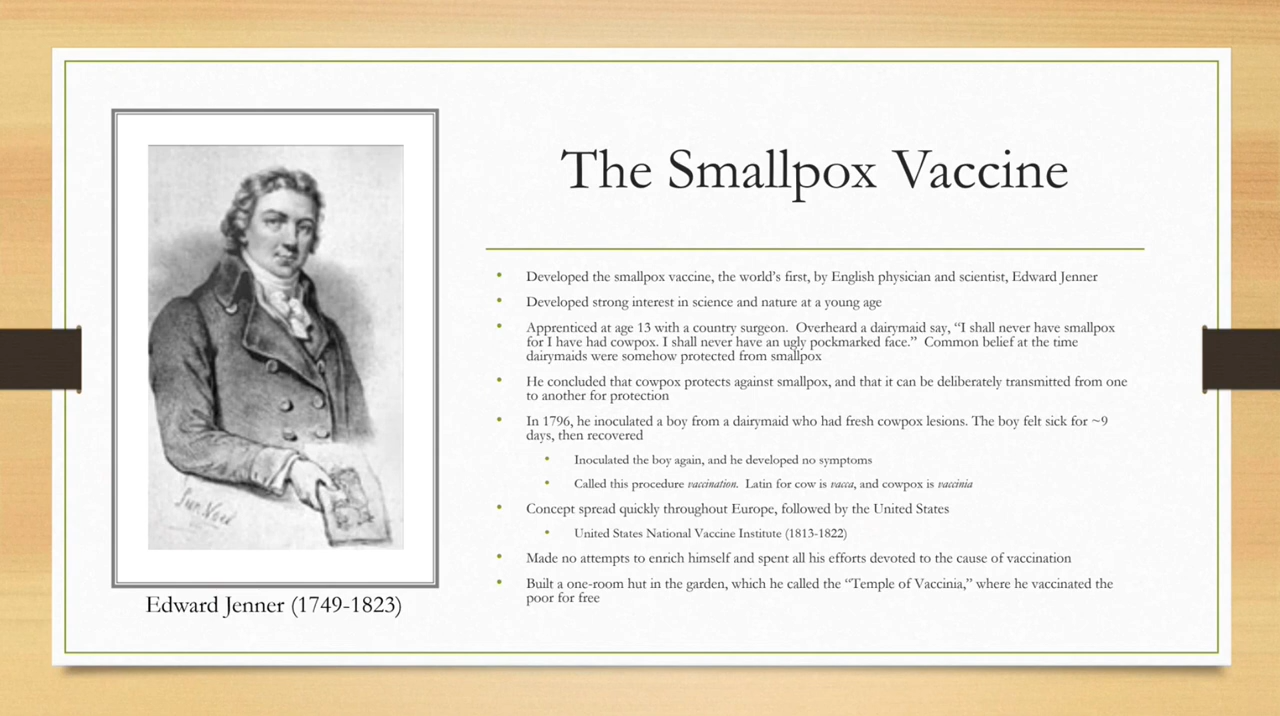 The Smallpox Vaccine
• Developed the smallpox vaccine, the world's first, by English physician and scientist, Edward Jenner
• Developed strong interest in science and nature at a young age
• Apprenticed at age 13 with a country surgeon.  Overheard a dairymaid say, “I shall never have smallpox
for I have had cowpox. I shall never have an ugly pockmarked face.”  Common belief at the time
dairymaids were somehow protected from smallpox
• He concluded that cowpox protects against smallpox, and that it can be deliberately transmitted from one
to another for protection
• In 1796, he inoculated a boy from a dairymaid who had fresh cowpox lesions. The boy felt sick for ~9
days, then recovered
• Inoculated the boy again, and he developed no symptoms
• Called this procedure vaccination.  Latin for cow is vacca, and cowpox is vaccinia
• Concept spread quickly throughout Europe, followed by the United States
• United States National Vaccine Institute (1813-1822)
• Made no attempts to enrich himself and spent all his efforts devoted to the cause of vaccination
• Built a one-room hut in the garden, which he called the “Temple of Vaccinia,” where he vaccinated the
poor for free
Edward Jenner (1749-1823)